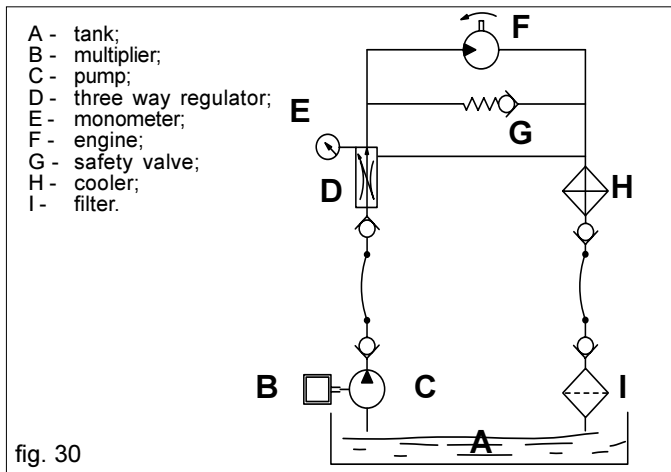 A - tank;
B - multiplier;
C - pump;
D - three way regulator;
E - monometer;
F - engine;
G - safety valve;
H - cooler;
I - filter.
F
E
G
D
H
B
C
I
A
fig. 30